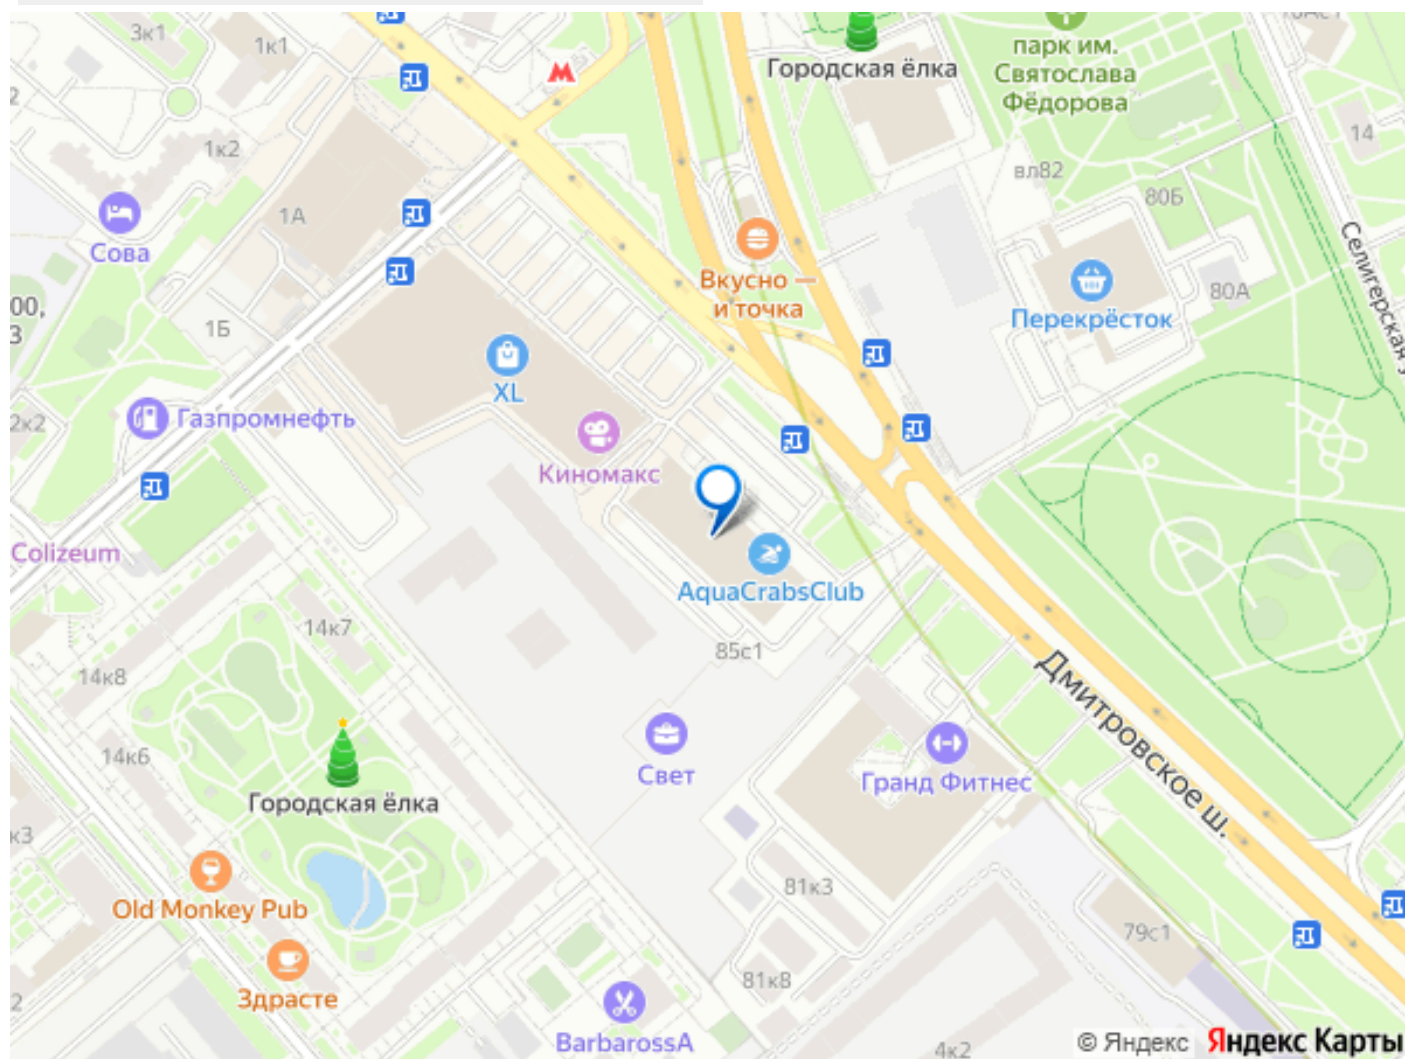 3к1
1к1
парк им.
Святослава
Фёдорова
Городская ёлка
14
1к2
вл82
80Б
1А
Сова
Вкусно —
и точка
80А
Селигерская
00,
3
1Б
Перекрёсток
XL
2к2
Газпромнефть
Киномакс
Colizeum
AquaCrabsClub
14к7
85с1
14к8
Дмитровское ш.
14к6
Свет
Гранд Фитнес
Городская ёлка
к3
81к3
Old Monkey Pub
79с1
81к8
Здрасте
2
BarbarossA
4к2
© Яндекс Яндекс Карты